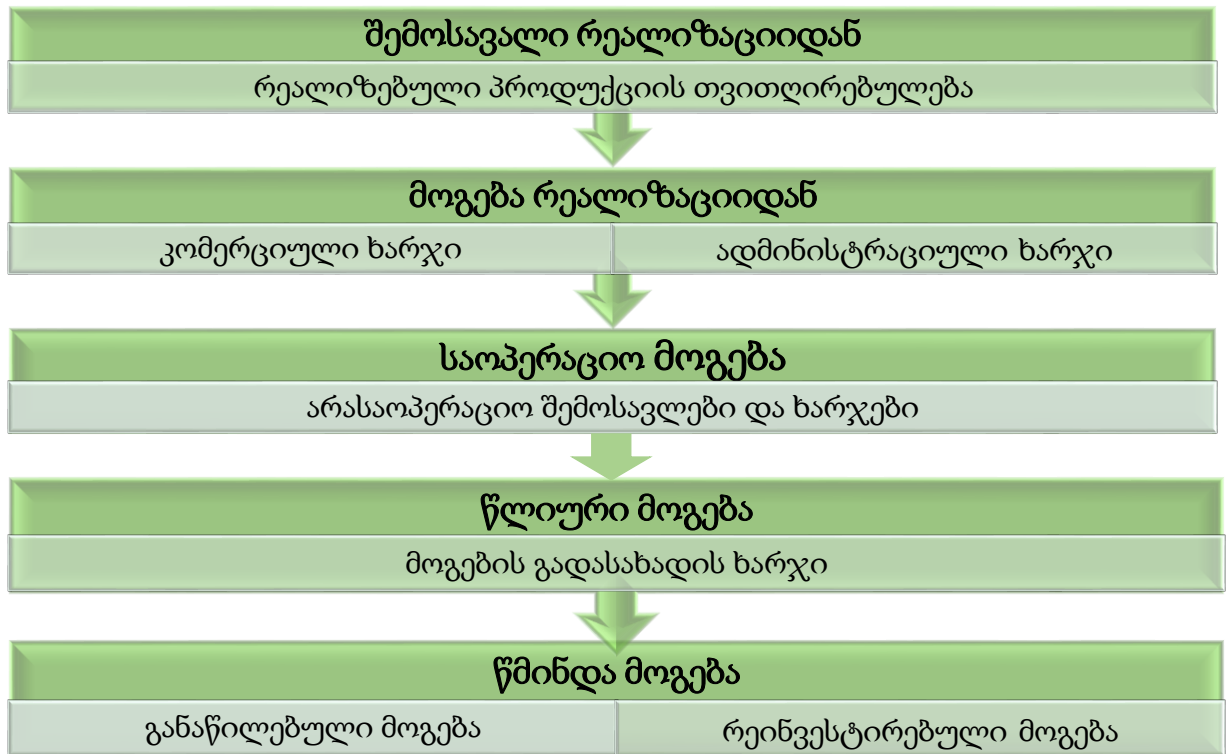 შემოსავალი რეალიზაციიდან
რეალიზებული პროდუქციის თვითღირებულება
მოგება რეალიზაციიდან
კომერციული ხარჯი
ადმინისტრაციული ხარჯი
საოპერაციო მოგება
არასაოპერაციო შემოსავლები და ხარჯები
წლიური მოგება
მოგების გადასახადის ხარჯი
წმინდა მოგება
განაწილებული მოგება
რეინვესტირებული მოგება